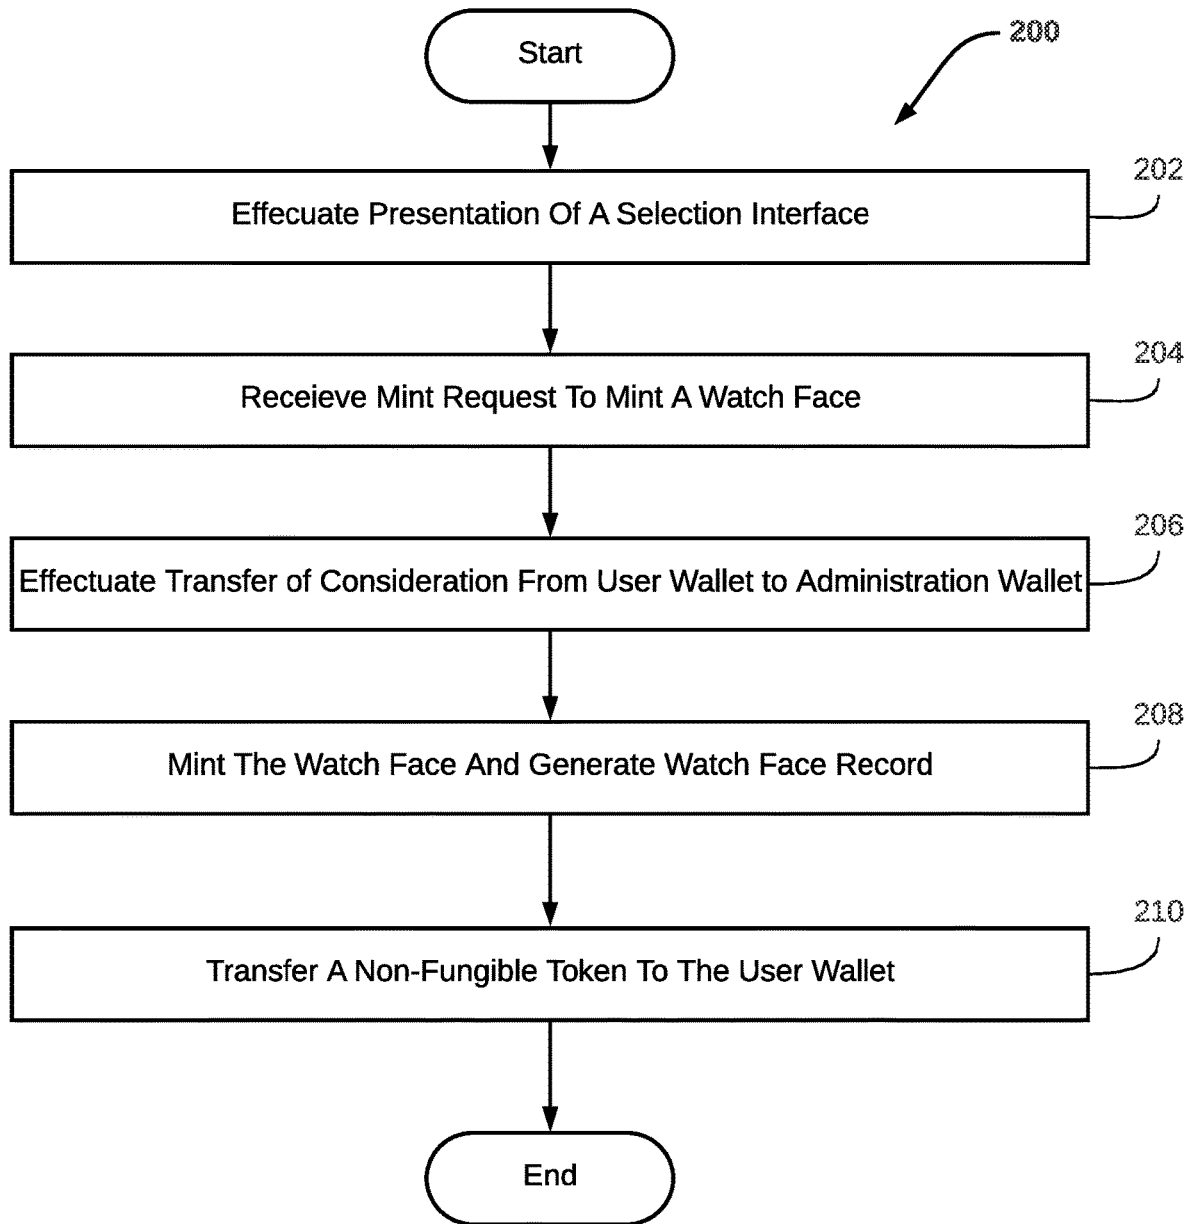 Start
200
202
Effecuate Presentation Of A Selection Interface
204
Receieve Mint Request To Mint A Watch Face
206
Effectuate Transfer of Consideration From User Wallet to Administration Wallet
208
Mint The Watch Face And Generate Watch Face Record
210
Transfer A Non-Fungible Token To The User Wallet
End